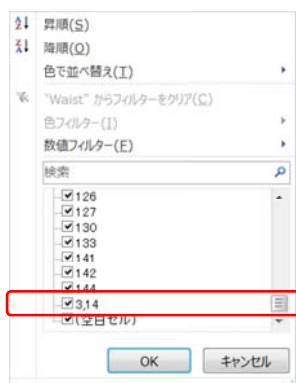 昇順(S)
降順(O)
色で並べ替え(T)
"Waist" からフィルターをクリア(C)
色フィルター(I)
数値フィルター(F)
検索
126
127
130
133
141
142
144
3,14
(空白セル)
OK キャンセル